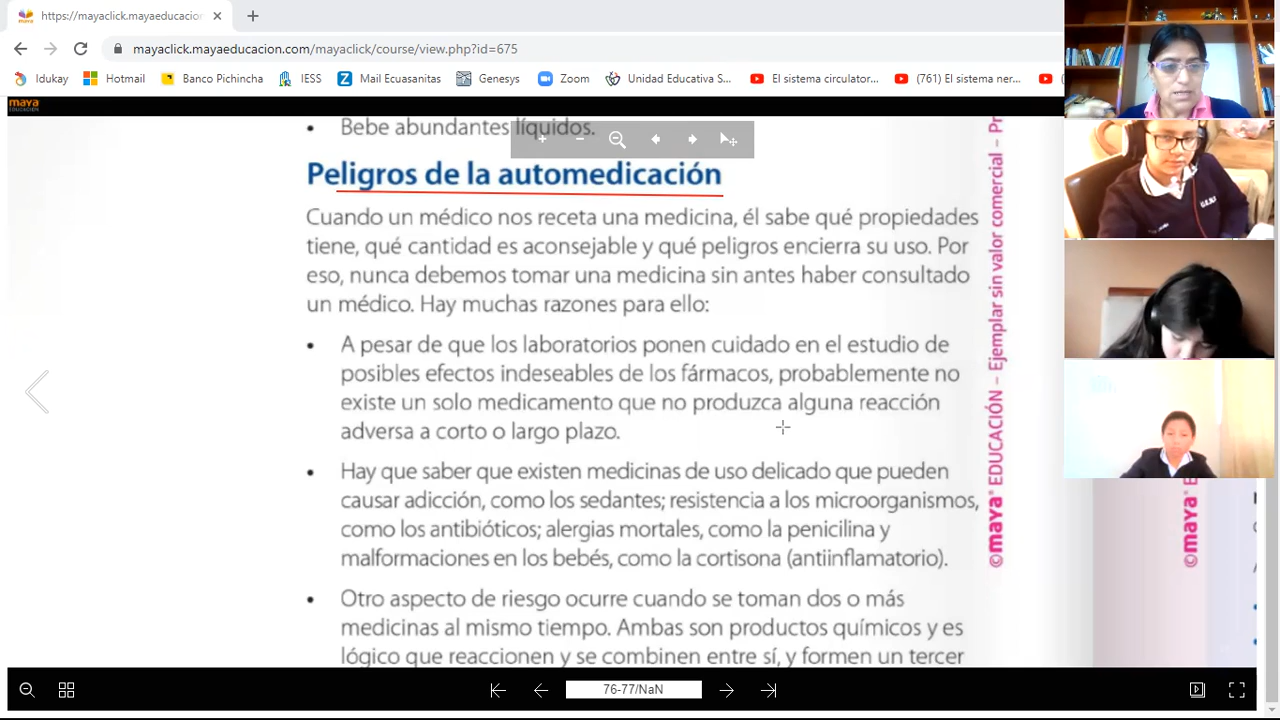 https://mayaclick.mayaeducacion
mayaclick.mayaeducacion.com/mayaclick/course/view.php?id=675
Idukay
Hotmail
Banco Pichincha
IESS
Mail Ecuasanitas
Genesys
Zoom
Unidad Educativa S...
El sistema circulator...
(761) El sistema ner...
maya
EDUCACIÓN
• Bebe abundantes líquidos.
Peligros de la automedicación
Cuando un médico nos receta una medicina, él sabe qué propiedades
tiene, qué cantidad es aconsejable y qué peligros encierra su uso. Por
eso, nunca debemos tomar una medicina sin antes haber consultado
un médico. Hay muchas razones para ello:
• A pesar de que los laboratorios ponen cuidado en el estudio de
posibles efectos indeseables de los fármacos, probablemente no
existe un solo medicamento que no produzca alguna reacción
adversa a corto o largo plazo.
• Hay que saber que existen medicinas de uso delicado que pueden
causar adicción, como los sedantes; resistencia a los microorganismos,
como los antibióticos; alergias mortales, como la penicilina y
malformaciones en los bebés, como la cortisona (antiinflamatorio).
• Otro aspecto de riesgo ocurre cuando se toman dos o más
medicinas al mismo tiempo. Ambas son productos químicos y es
lógico que reaccionen y se combinen entre sí, y formen un tercer
©maya® EDUCACIÓN – Ejemplar sin valor comercial – Pr
©maya® E
76-77/NaN